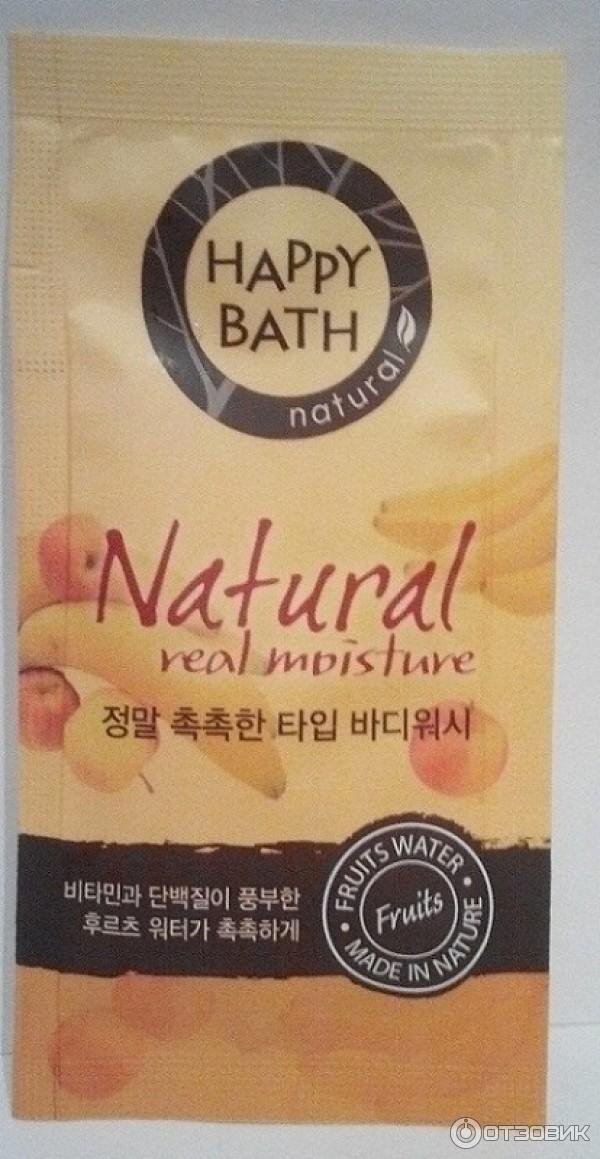 HAPPY
BATH
natural
Natural
real moisture
정말 촉촉한 타입 바디워시
비타민과 단백질이 풍부한
후르츠 워터가 촉촉하게
FRUITS WATER
Fruits
MADE IN NATURE
ОТЗОВИК